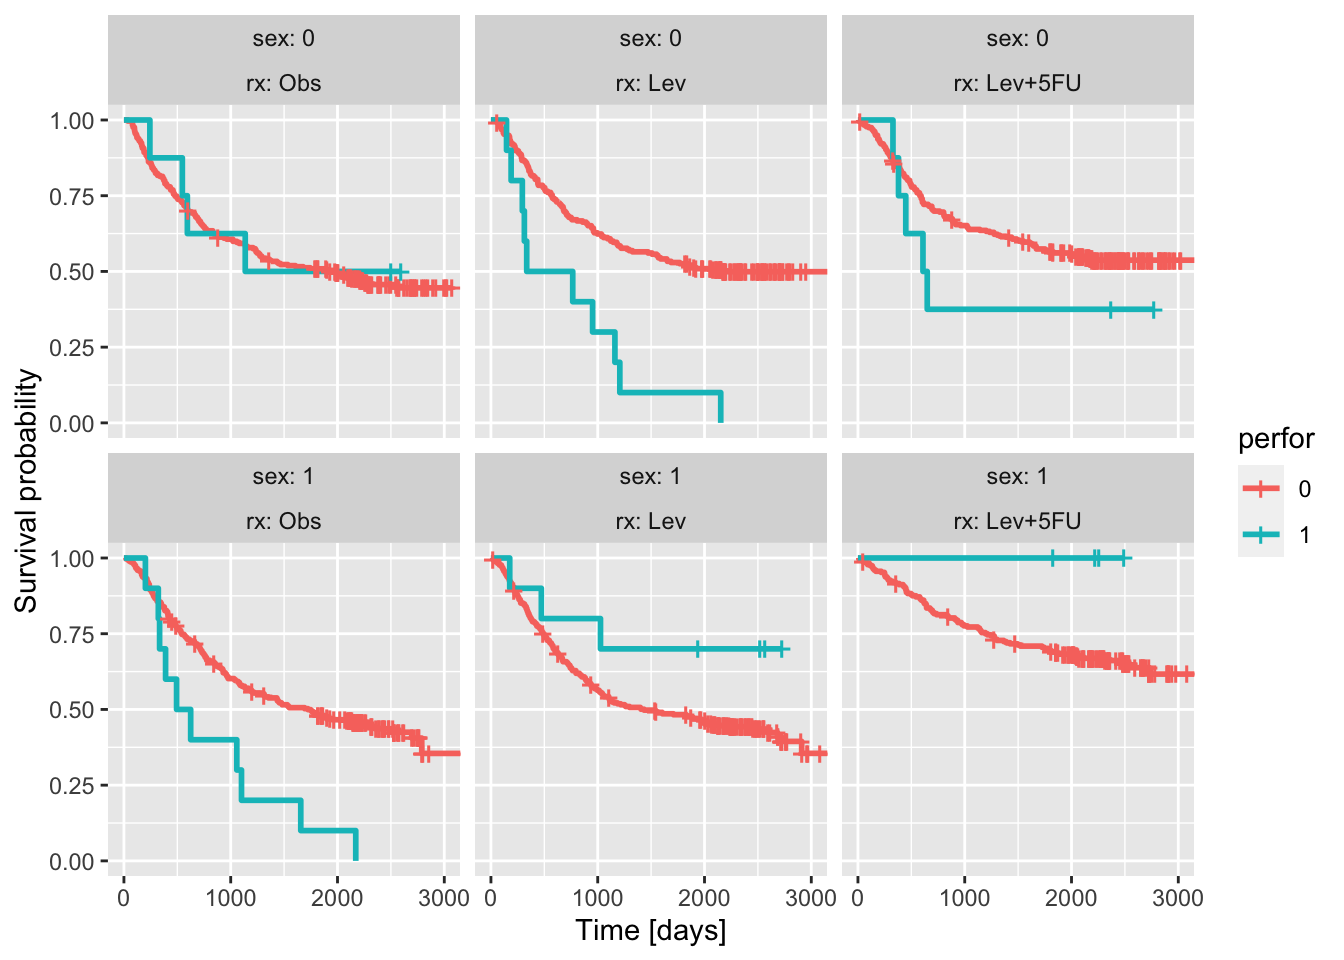 sex: 0
rx: Obs
sex: 0
rx: Lev
sex: 0
rx: Lev+5FU
1.00
0.75
0.50
0.25
0.00
sex: 1
rx: Obs
sex: 1
rx: Lev
sex: 1
rx: Lev+5FU
1.00
0.75
0.50
0.25
0.00
0 1000 2000 3000
0 1000 2000 3000
0 1000 2000 3000
Time [days]
Survival probability
perfor
0
1